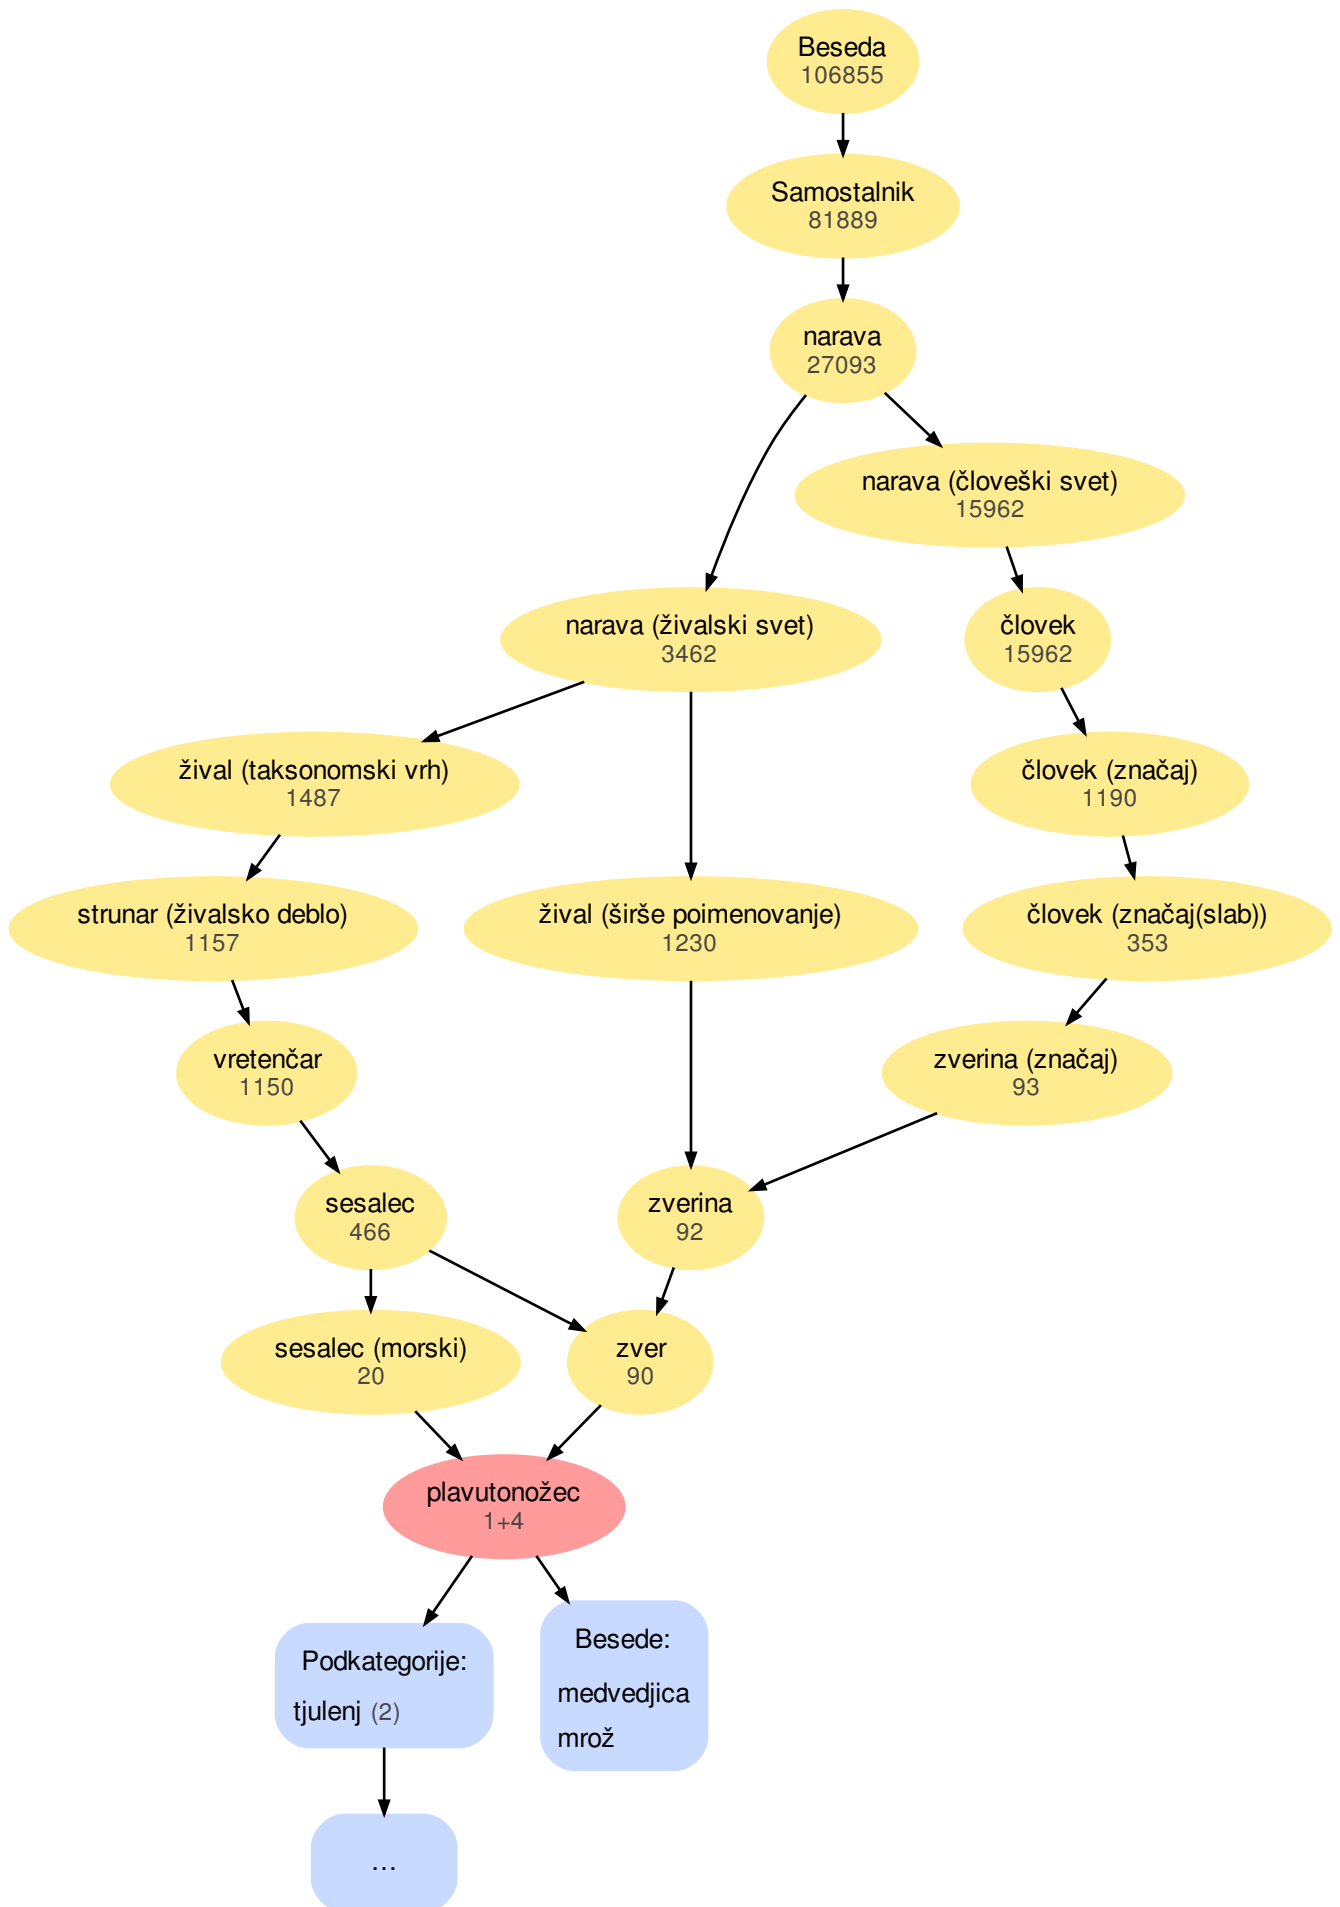 Beseda
106855
Samostalnik
81889
narava
27093
narava (človeški svet)
15962
narava (živalski svet)
3462
človek
15962
žival (taksonomski vrh)
1487
človek (značaj)
1190
strunar (živalsko deblo)
1157
žival (širše poimenovanje)
1230
človek (značaj(slab))
353
vretenčar
1150
zverina (značaj)
93
sesalec
466
zverina
92
sesalec (morski)
20
zver
90
plavutonožec
1+4
Podkategorije:
tjulenj (2)
Besede:
medvedjica
mrož
...